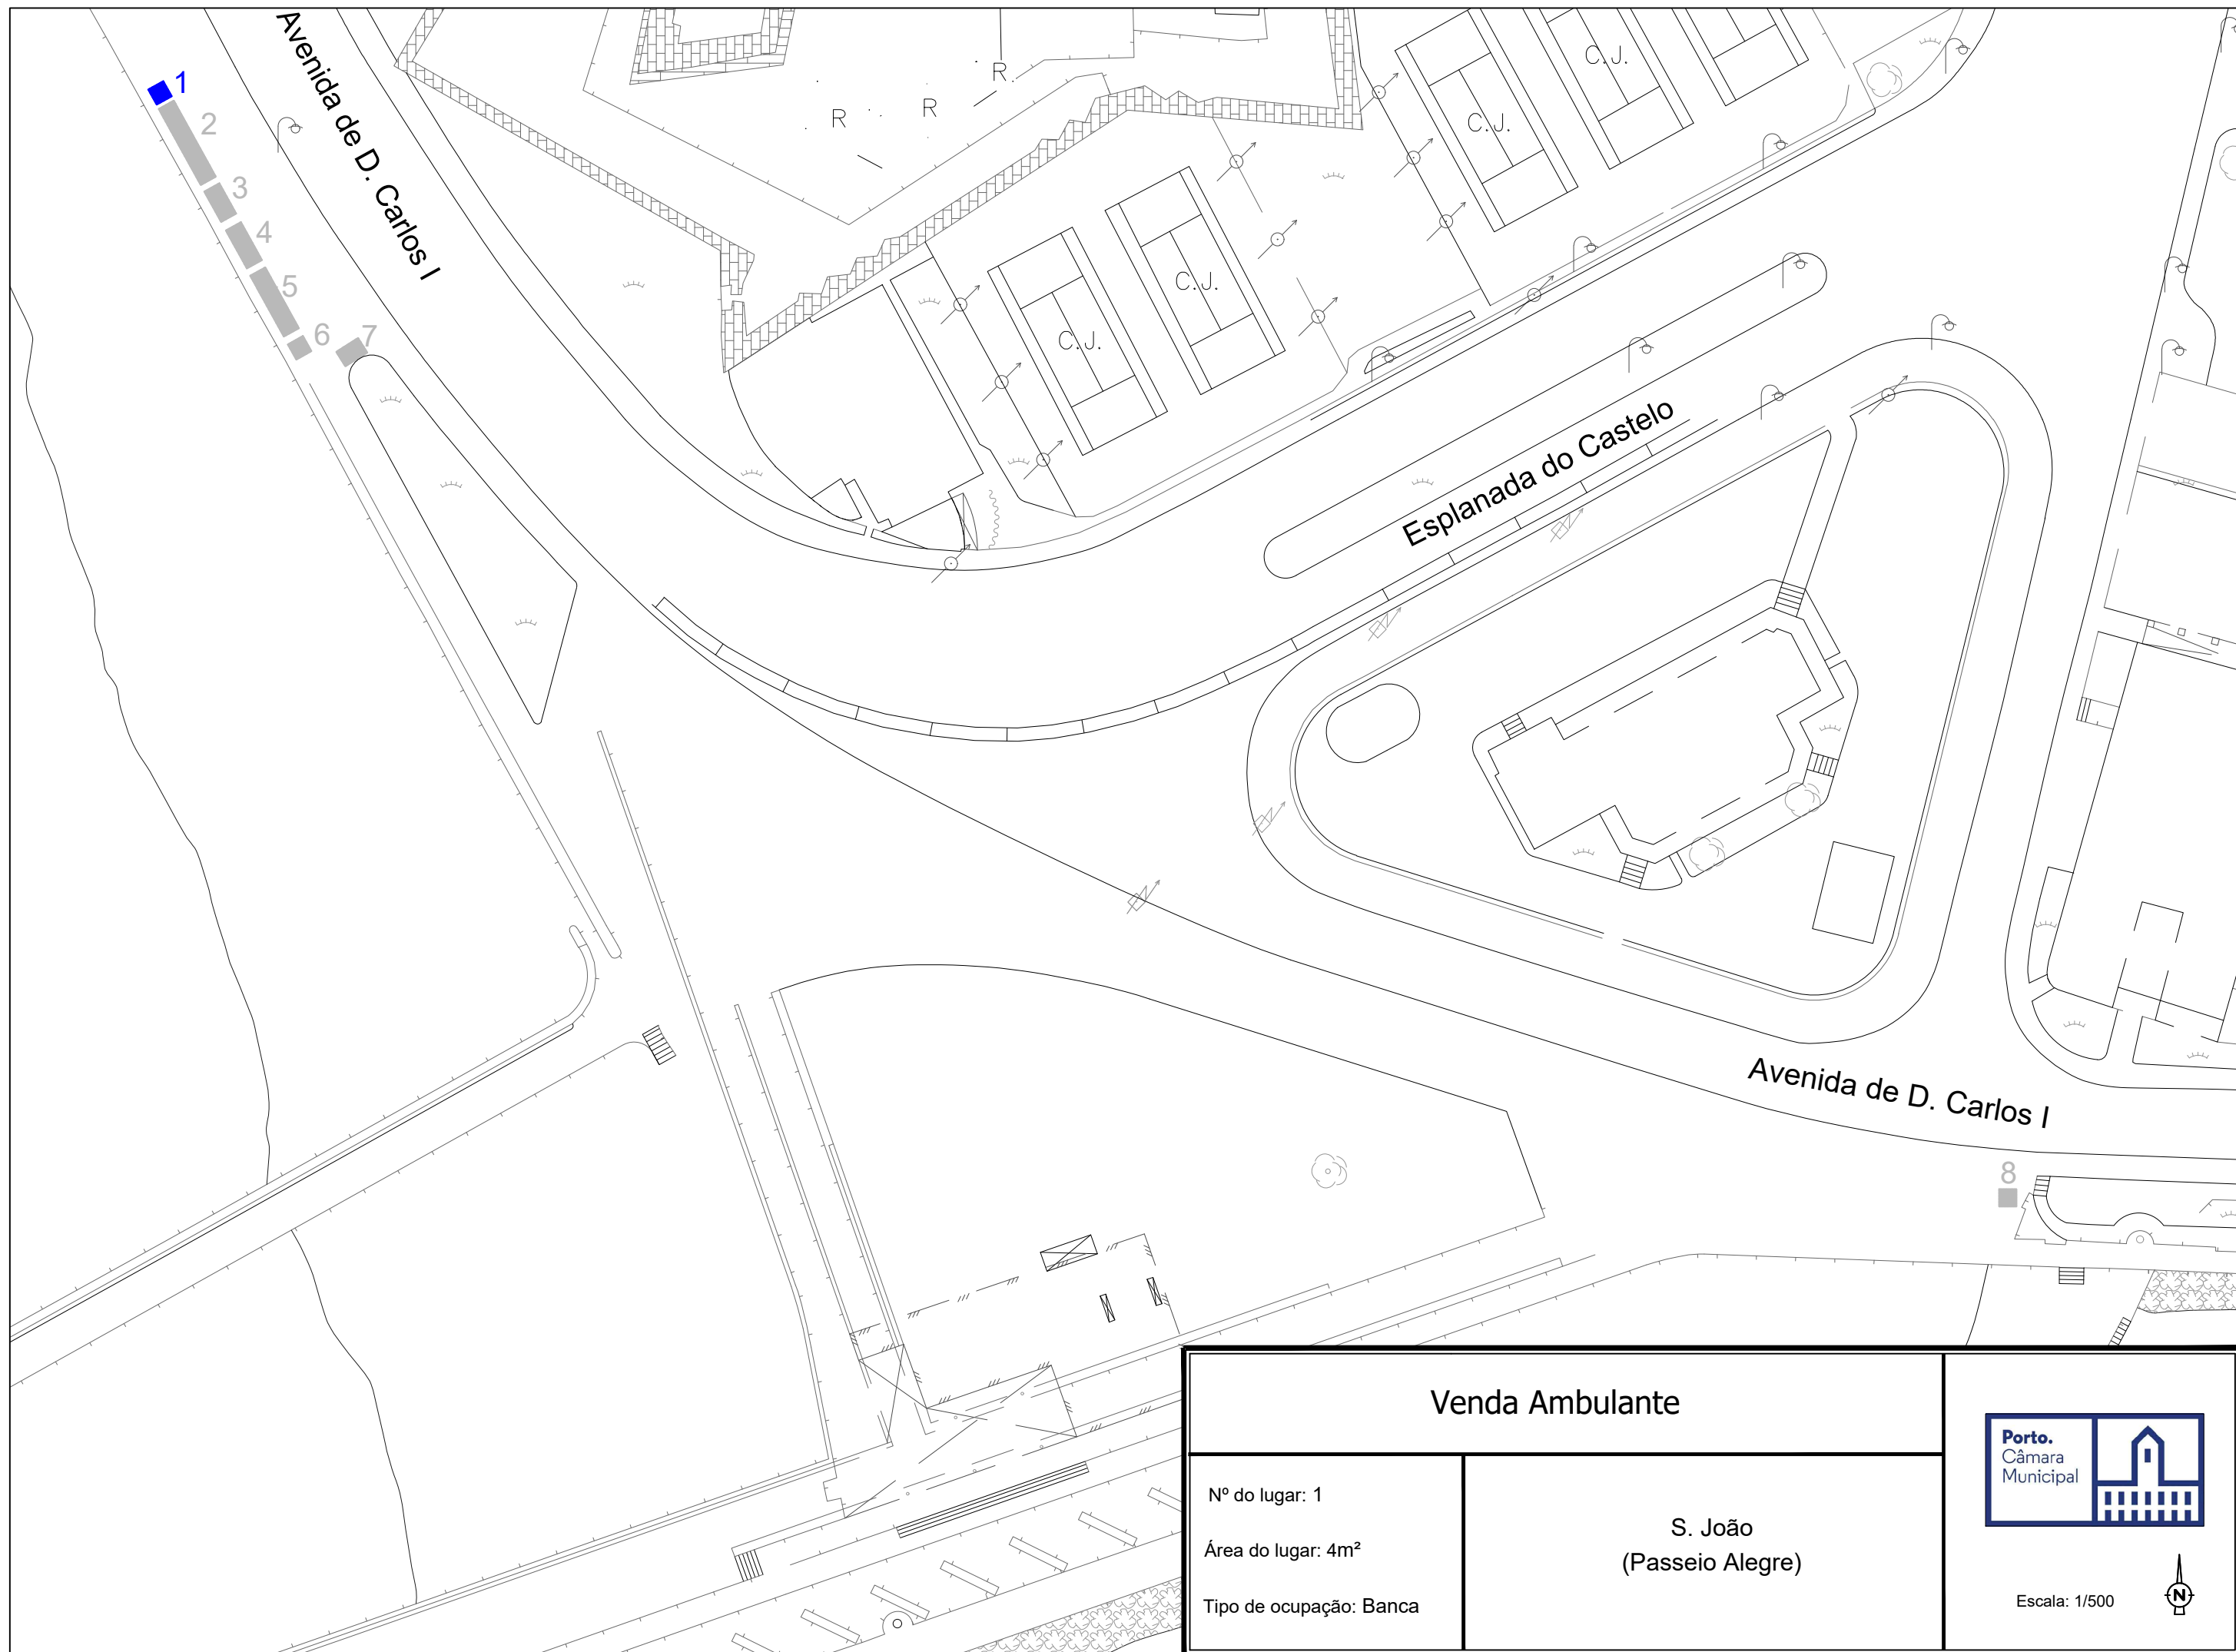 Avenida de D. Carlos I
1
2
3
4
5
6
7
R
R
R
C.J.
C.J.
C.J.
C.J.
Esplanada do Castelo
Avenida de D. Carlos I
8
Venda Ambulante
Nº do lugar: 1
Área do lugar: 4m²
Tipo de ocupação: Banca
S. João
(Passeio Alegre)
Porto.
Câmara
Municipal
Escala: 1/500
N